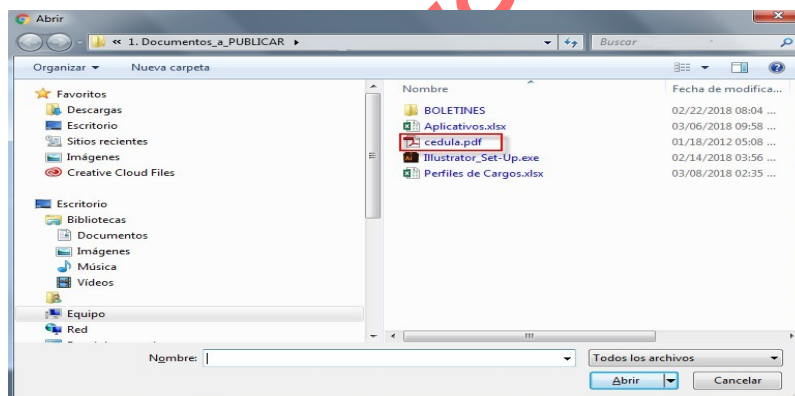 Abrir
« 1. Documentos_a_PUBLICAR
Buscar
Organizar
Nueva carpeta
Favoritos
Descargas
Escritorio
Sitios recientes
Imágenes
Creative Cloud Files
Escritorio
Bibliotecas
Documentos
Imágenes
Música
Vídeos
Equipo
Red
Nombre Fecha de modifica...
BOLETINES 02/22/2018 08:04 ...
Aplicativos.xlsx 03/06/2018 09:58 ...
cedula.pdf 01/18/2012 05:08 ...
Illustrator_Set-Up.exe 02/14/2018 03:56 ...
Perfiles de Cargos.xlsx 03/08/2018 02:35 ...
Nombre:
Todos los archivos
Abrir
Cancelar